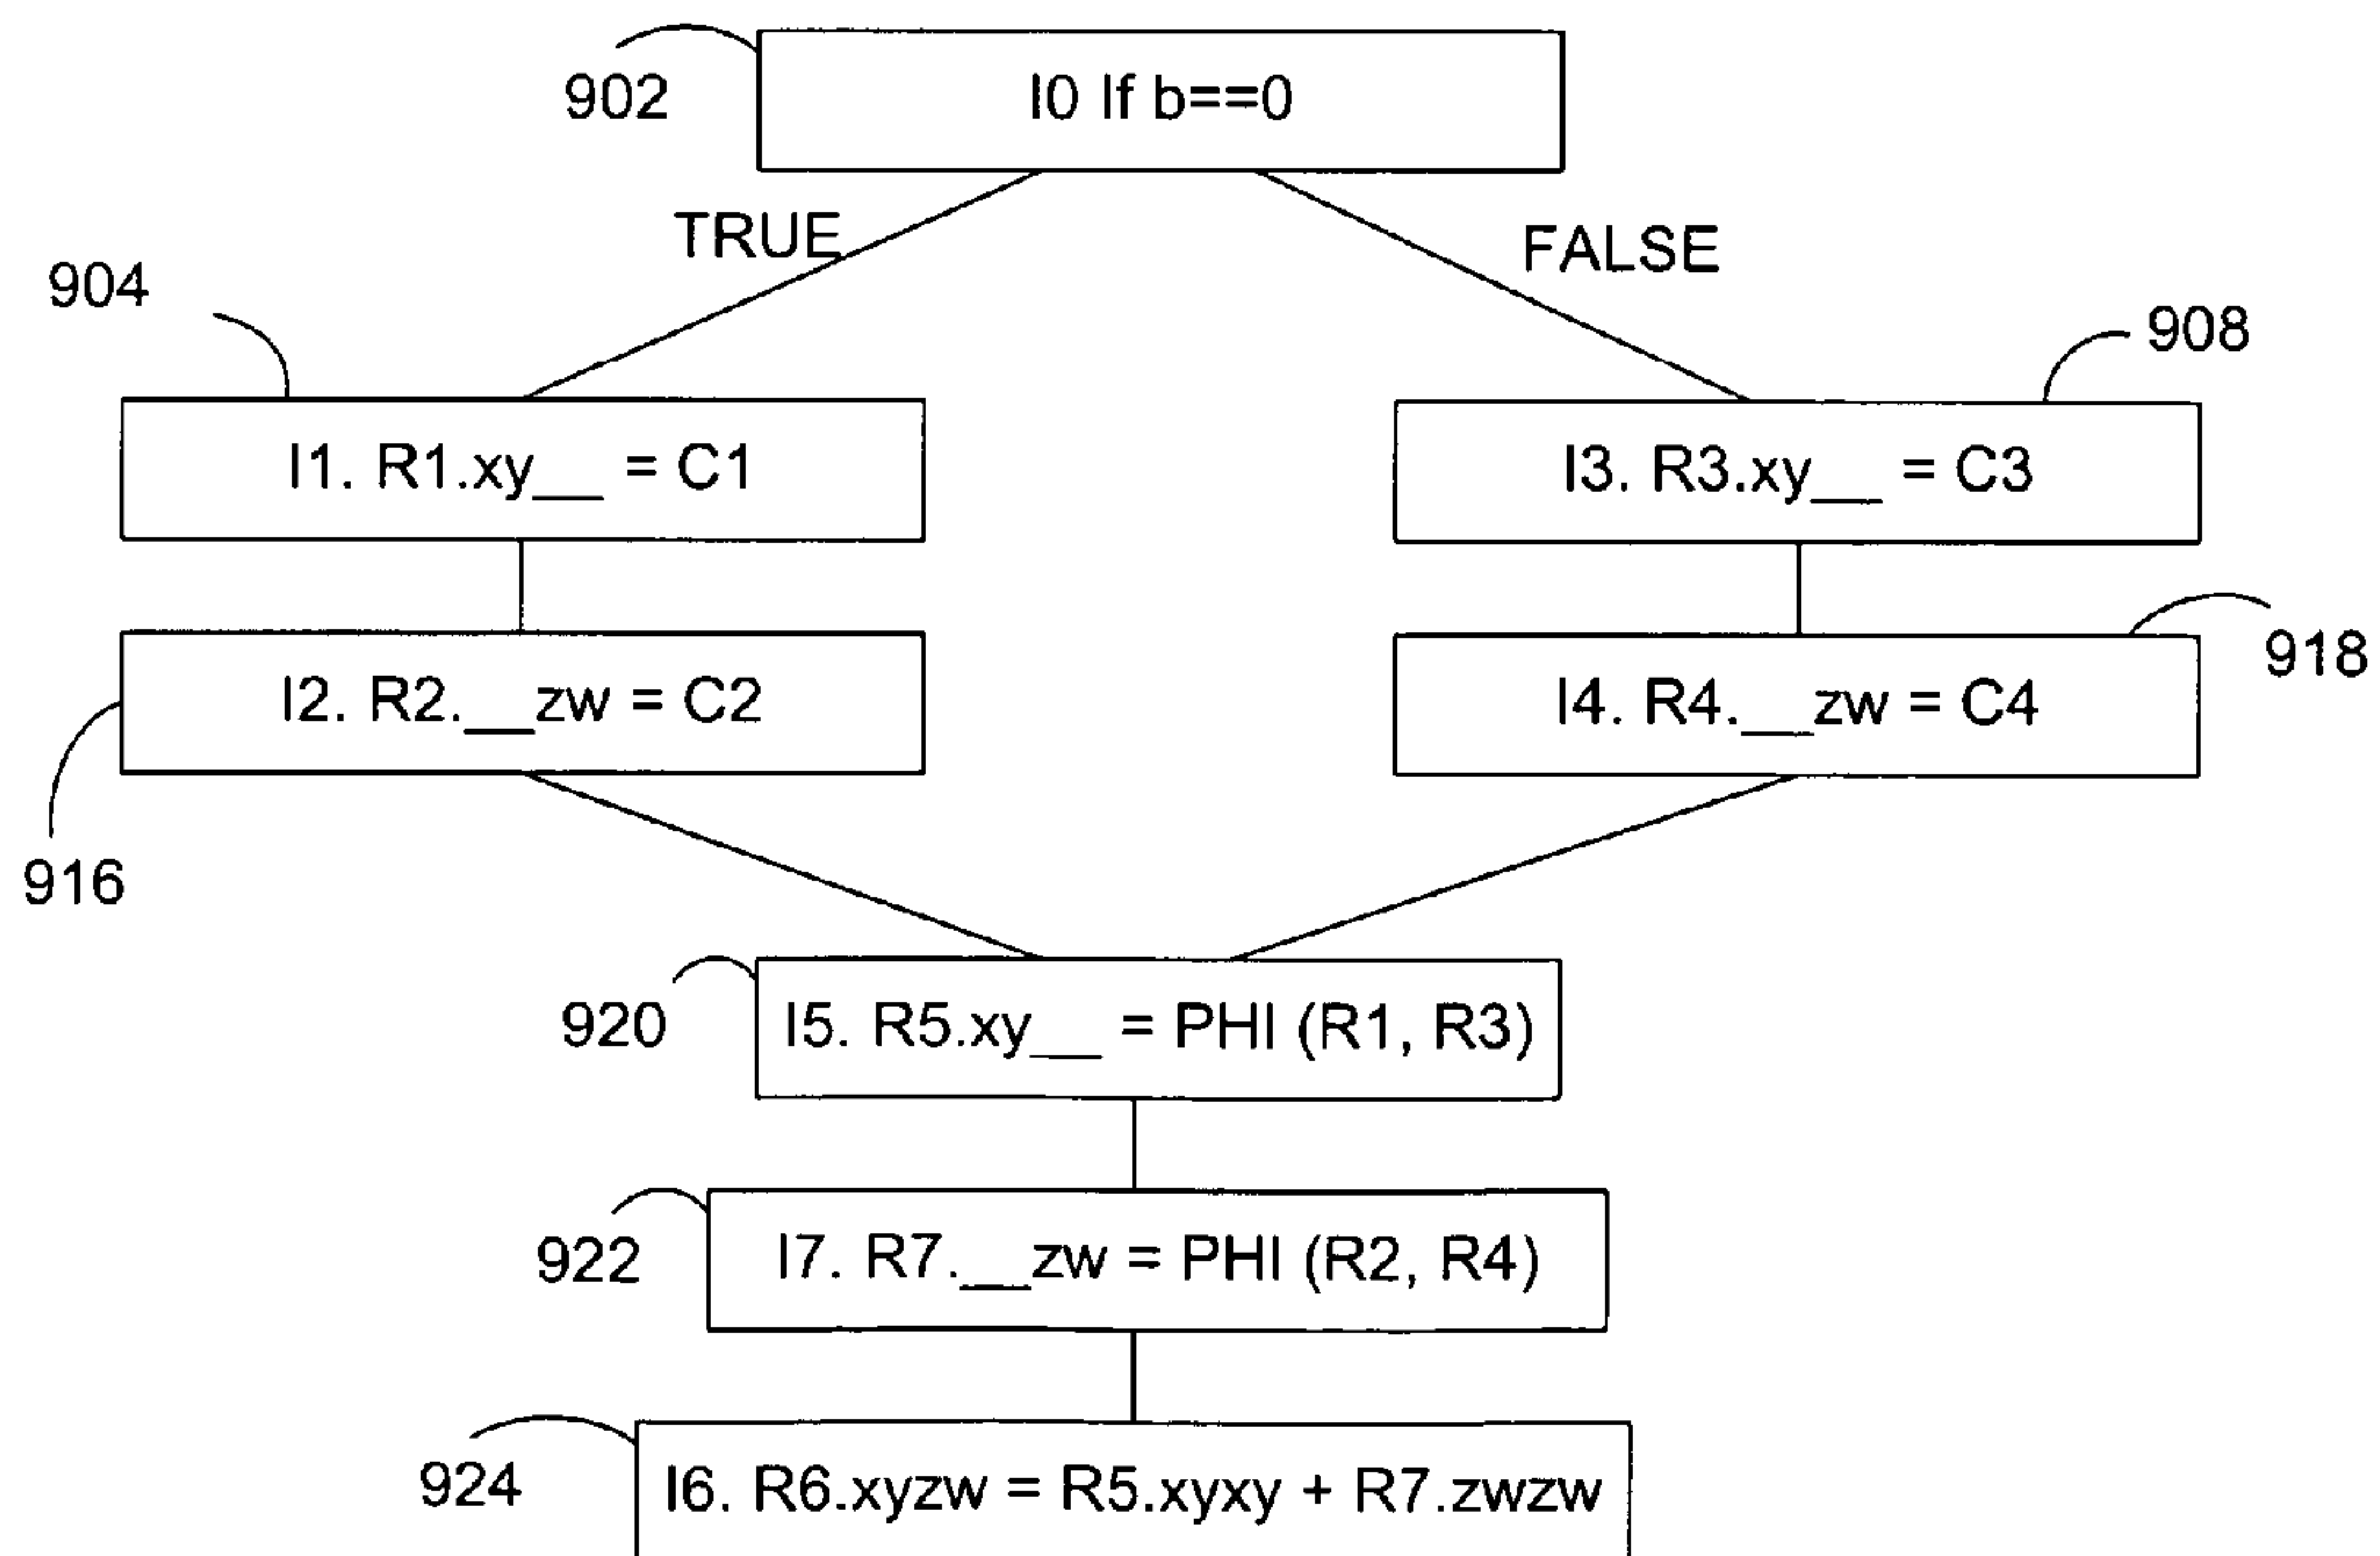 902
I0 If b==0
TRUE
FALSE
904
908
I1. R1.xy__ = C1
I3. R3.xy__ = C3
I2. R2.__zw = C2
I4. R4.__zw = C4
918
916
920
I5. R5.xy__ = PHI (R1, R3)
922
I7. R7.__zw = PHI (R2, R4)
924
I6. R6.xyzw = R5.xyxy + R7.zwzw